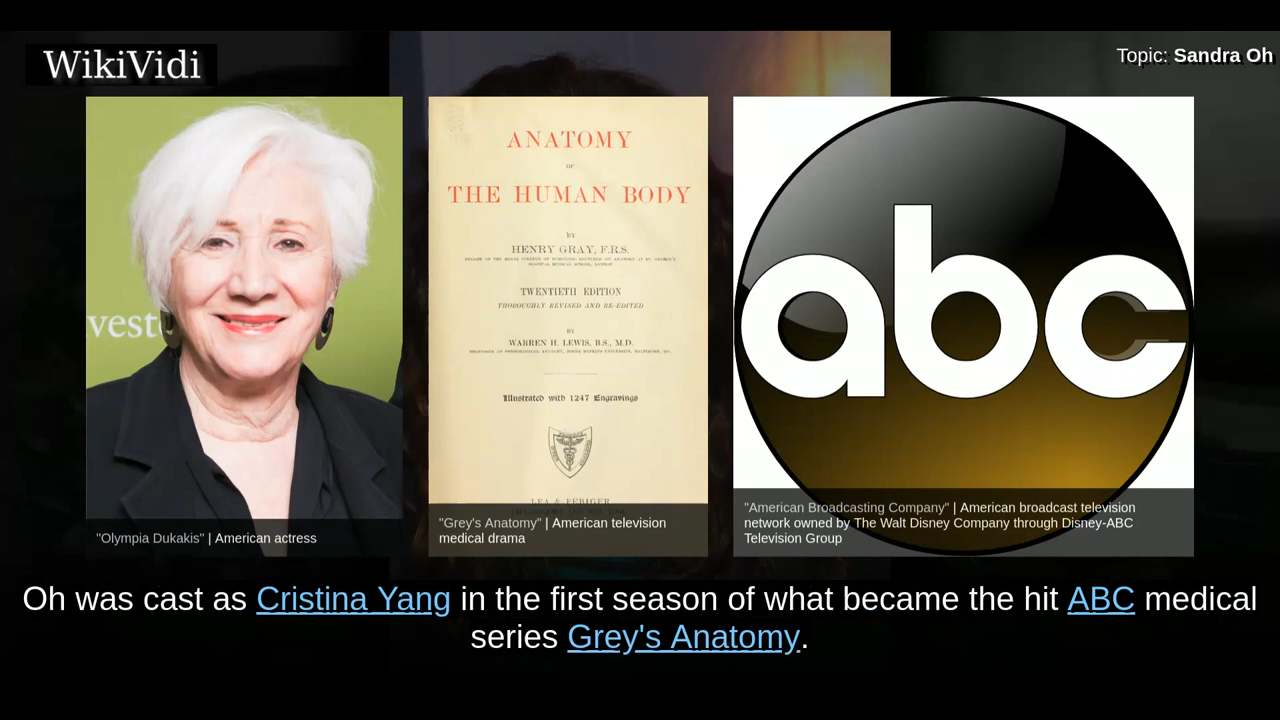 WikiVidi
Topic: Sandra Oh
vest
ANATOMY
OF
THE HUMAN BODY
BY
HENRY GRAY, F.R.S.
TWENTIETH EDITION
THOROUGHLY REVISED AND RE-EDITED
BY
WARREN H. LEWIS, B.S., M.D.
Illustrated with 1247 Engravings
LEA & FEBIGER
abc
"Olympia Dukakis" | American actress
"Grey's Anatomy" | American television
medical drama
"American Broadcasting Company" | American broadcast television
network owned by The Walt Disney Company through Disney-ABC
Television Group
Oh was cast as Cristina Yang in the first season of what became the hit ABC medical
series Grey's Anatomy.